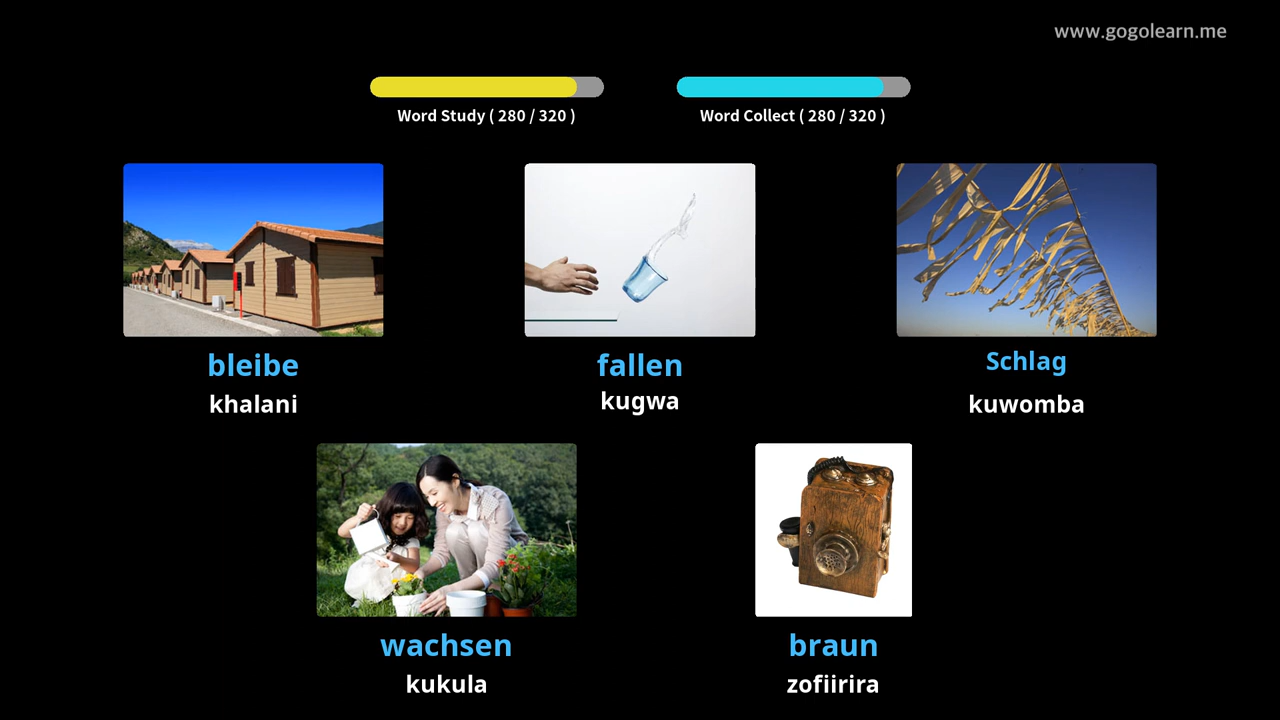 www.gogolearn.me
Word Study ( 280 / 320 )
Word Collect ( 280 / 320 )
bleibe
khalani
fallen
kugwa
Schlag
kuwomba
wachsen
kukula
braun
zofiirira